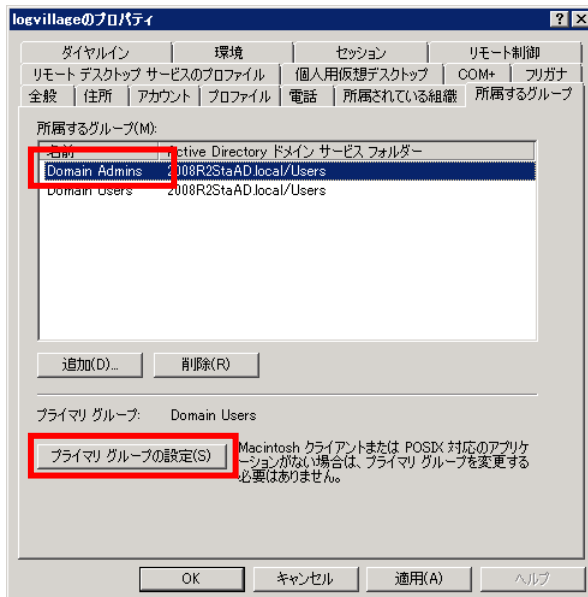 logvillageのプロパティ
ダイヤルイン 環境 セッション リモート制御
リモート デスクトップ サービスのプロファイル 個人用仮想デスクトップ COM+ フリガナ
全般 住所 アカウント プロファイル 電話 所属されている組織 所属するグループ
所属するグループ(M):
名前 Active Directory ドメイン サービス フォルダー
Domain Admins 2008R2StaAD.local/Users
Domain Users 2008R2StaAD.local/Users
追加(D)... 削除(R)
プライマリ グループ: Domain Users
プライマリ グループの設定(S)
Macintosh クライアントまたは POSIX 対応のアプリケ
ーションがない場合は、プライマリ グループを変更する
必要はありません。
OK キャンセル 適用(A) ヘルプ